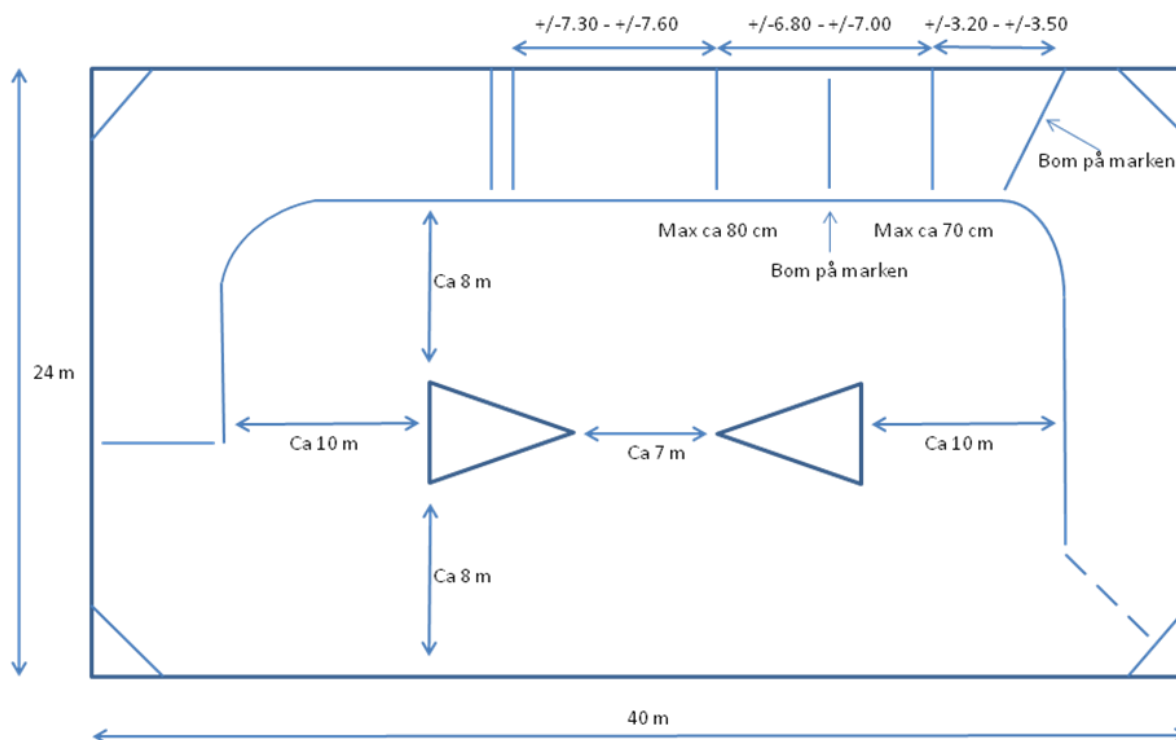 +/-7.30 - +/-7.60
+/-6.80 - +/-7.00
+/-3.20 - +/-3.50
Bom på marken
Max ca 80 cm
Max ca 70 cm
Bom på marken
Ca 8 m
24 m
Ca 10 m
Ca 7 m
Ca 10 m
Ca 8 m
40 m